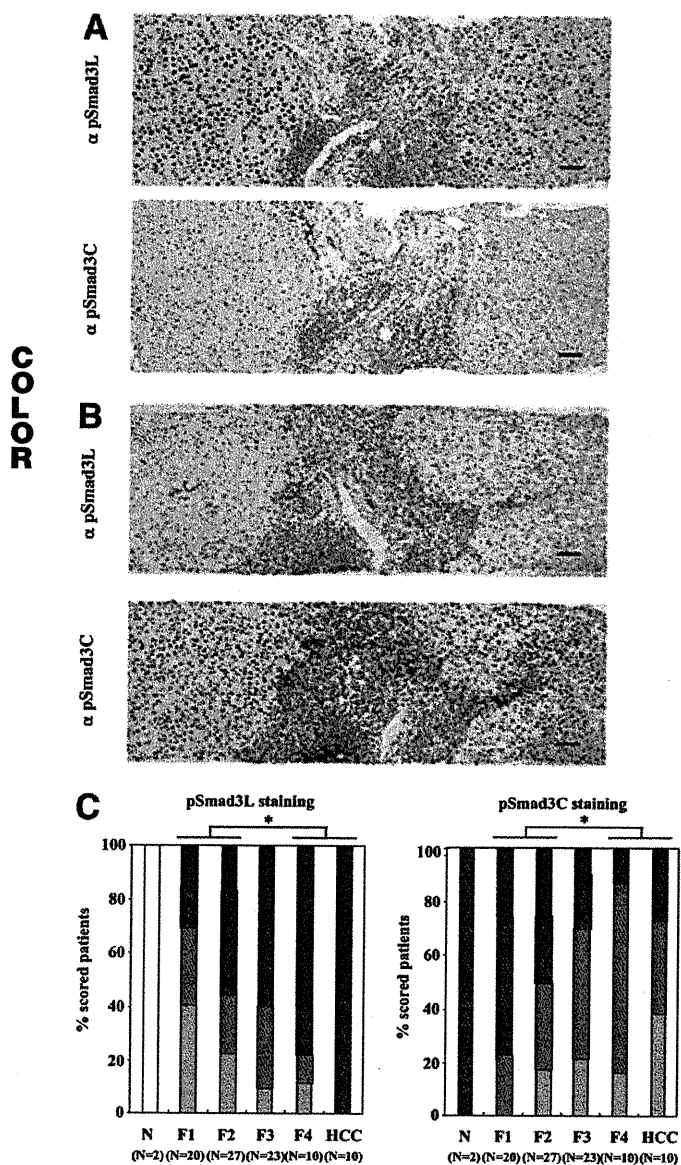 A
α pSmad3L
α pSmad3C
COLOR
B
α pSmad3L
α pSmad3C
C
pSmad3L staining
*
% scored patients
100
80
60
40
20
0
N F1 F2 F3 F4 HCC
(N=2) (N=20) (N=27) (N=23) (N=10) (N=10)
pSmad3C staining
*
% scored patients
100
80
60
40
20
0
N F1 F2 F3 F4 HCC
(N=2) (N=20) (N=27) (N=23) (N=10) (N=10)